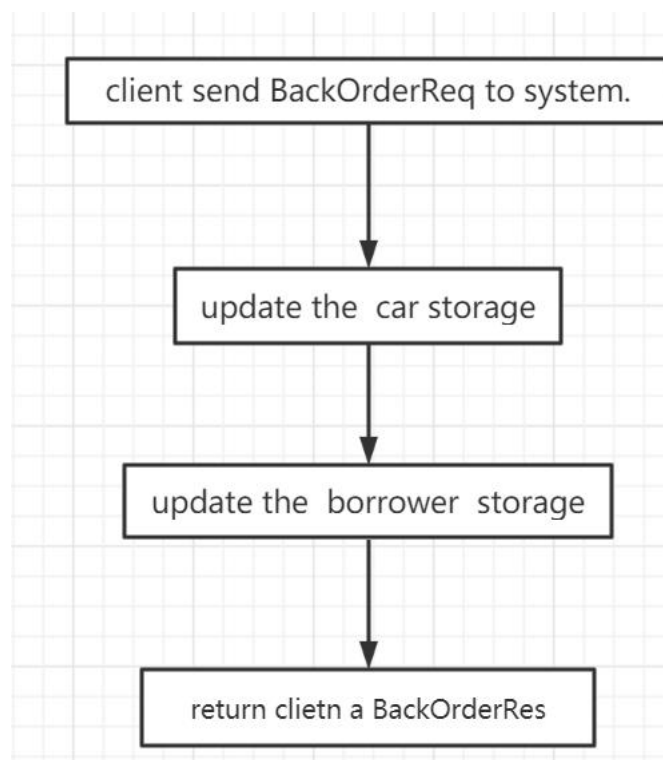 client send BackOrderReq to system.
update the car storage
update the borrower storage
return clietn a BackOrderRes